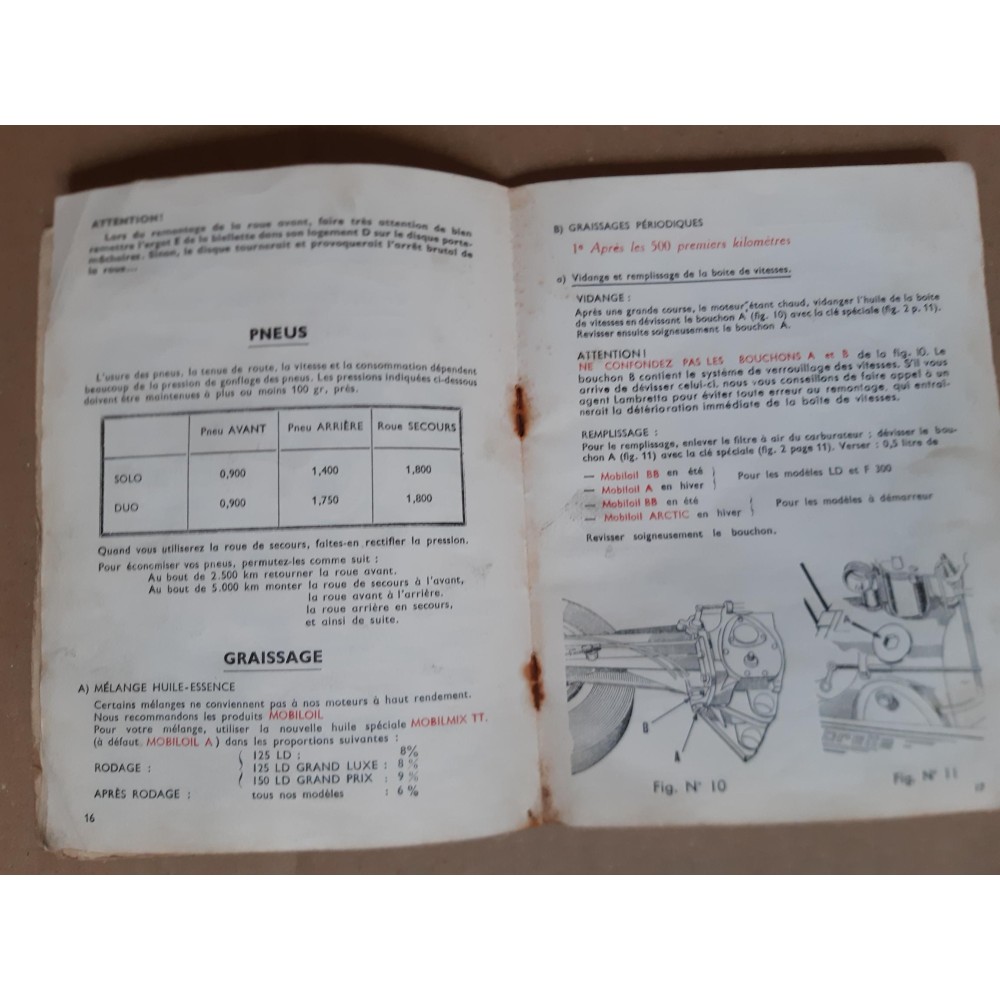 ATTENTION!
Lors du remontage de la roue avant, faire très attention de bien
remettre l'ergot E de la biellette dans son logement D sur le disque porte-
mâchoires. Sinon, le disque tournerait et provoquerait l'arrêt brutal de
la roue...
PNEUS
L'usure des pneus, la tenue de route, la vitesse et la consommation dépendent
beaucoup de la pression de gonflage des pneus. Les pressions indiquées ci-dessous
doivent être maintenues à plus ou moins 100 gr, près.
Pneu AVANT Pneu ARRIÈRE Roue SECOURS
SOLO 0,900 1,400 1,800
DUO 0,900 1,750 1,800
Quand vous utiliserez la roue de secours, faites-en rectifier la pression.
Pour économiser vos pneus, permutez-les comme suit :
Au bout de 2.500 km retourner la roue avant.
Au bout de 5.000 km monter la roue de secours à l'avant,
la roue avant à l'arrière.
la roue arrière en secours,
et ainsi de suite.
GRAISSAGE
A) MÉLANGE HUILE-ESSENCE
Certains mélanges ne conviennent pas à nos moteurs à haut rendement.
Nous recommandons les produits MOBILOIL
Pour votre mélange, utiliser la nouvelle huile spéciale MOBILMIX TT.
(à défaut MOBILOIL A) dans les proportions suivantes :
125 LD : 8%
RODAGE : 125 LD GRAND LUXE : 8%
150 LD GRAND PRIX : 9%
APRÈS RODAGE : tous nos modèles : 6%
16
B) GRAISSAGES PÉRIODIQUES
1° Après les 500 premiers kilomètres
a) Vidange et remplissage de la boite de vitesses.
VIDANGE :
Après une grande course, le moteur étant chaud, vidanger l'huile de la boite
de vitesses en dévissant le bouchon A (fig. 10) avec la clé spéciale (fig. 2 p. 11).
Revisser ensuite soigneusement le bouchon A.
ATTENTION!
NE CONFONDEZ PAS LES BOUCHONS A et B de la fig. 10. Le
bouchon B contient le système de verrouillage des vitesses. S'il vous
arrive de dévisser celui-ci, nous vous conseillons de faire appel à un
agent Lambretta pour éviter toute erreur au remontage, qui entraî-
nerait la détérioration immédiate de la boîte de vitesses.
REMPLISSAGE :
Pour le remplissage, enlever le filtre à air du carburateur ; dévisser le bou-
chon A (fig. 11) avec la clé spéciale (fig. 2 page 11). Verser : 0,5 litre de
— Mobiloil BB en été
— Mobiloil A en hiver
Pour les modèles LD et F 300
— Mobiloil BB en été
— Mobiloil ARCTIC en hiver
Pour les modèles à démarreur
Revisser soigneusement le bouchon.
B
A
A
Fig. N° 10
Fig. N° 11
17